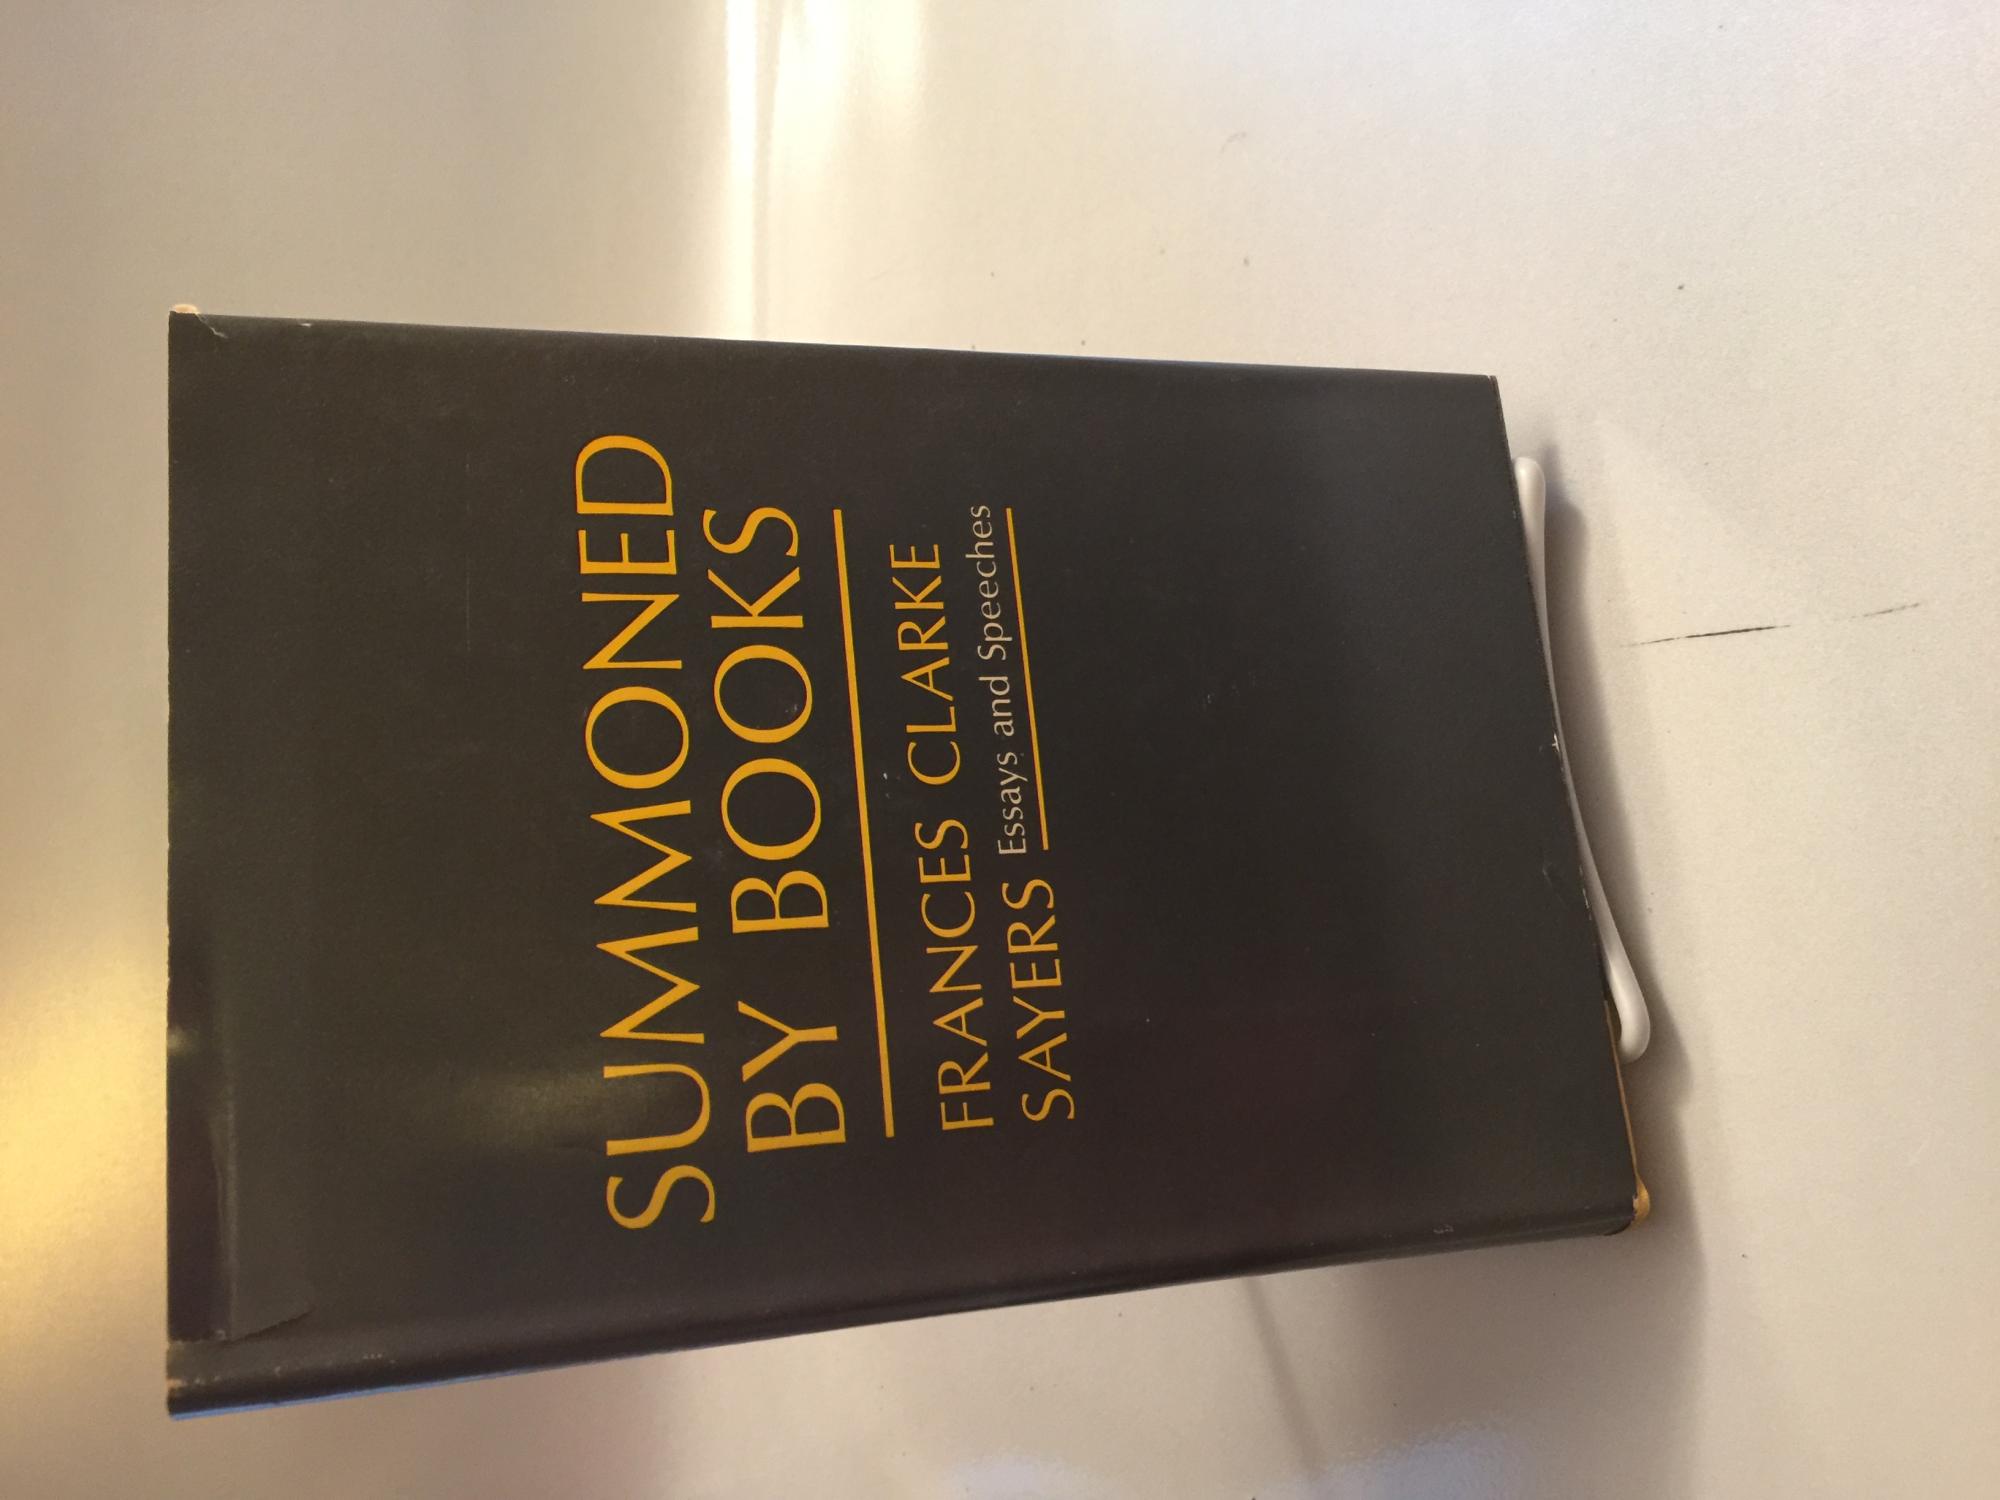 SUMMONED
BY BOOKS
FRANCES CLARKE
SAYERS Essays and Speeches